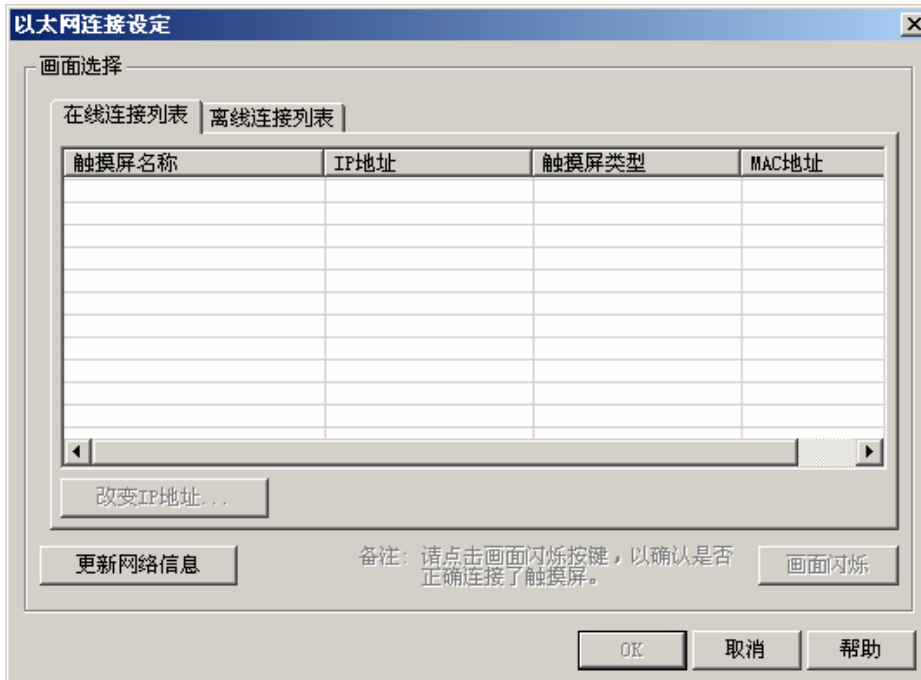 以太网连接设定
画面选择
在线连接列表 离线连接列表
触摸屏名称 IP地址 触摸屏类型 MAC地址
改变IP地址...
更新网络信息
备注: 请点击画面闪烁按键，以确认是否
正确连接了触摸屏。
画面闪烁
OK 取消 帮助